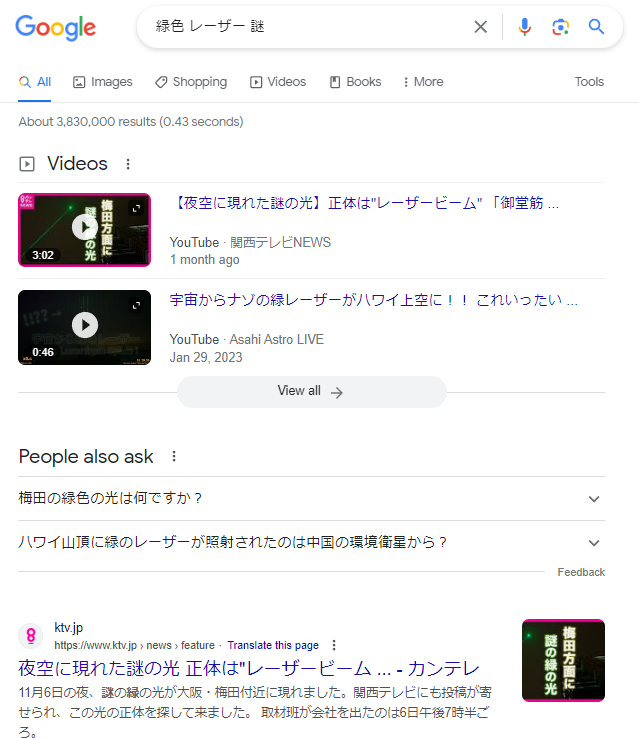 Google
緑色 レーザー 謎
All Images Shopping Videos Books More Tools
About 3,830,000 results (0.43 seconds)
Videos
梅田方面に
謎の緑の光
3:02
【夜空に現れた謎の光】正体は"レーザービーム" 「御堂筋 ...
YouTube · 関西テレビNEWS
1 month ago
0:46
宇宙からナゾの緑レーザーがハワイ上空に！！ これいったい ...
YouTube · Asahi Astro LIVE
Jan 29, 2023
View all
People also ask
梅田の緑色の光は何ですか？
ハワイ山頂に緑のレーザーが照射されたのは中国の環境衛星から？
Feedback
ktv.jp
https://www.ktv.jp › news › feature · Translate this page
夜空に現れた謎の光 正体は"レーザービーム ... - カンテレ
11月6日の夜、謎の緑の光が大阪・梅田付近に現れました。関西テレビにも投稿が寄
せられ、この光の正体を探して来ました。 取材班が会社を出たのは6日午後7時半ご
ろ。
梅田方面に
謎の緑の光